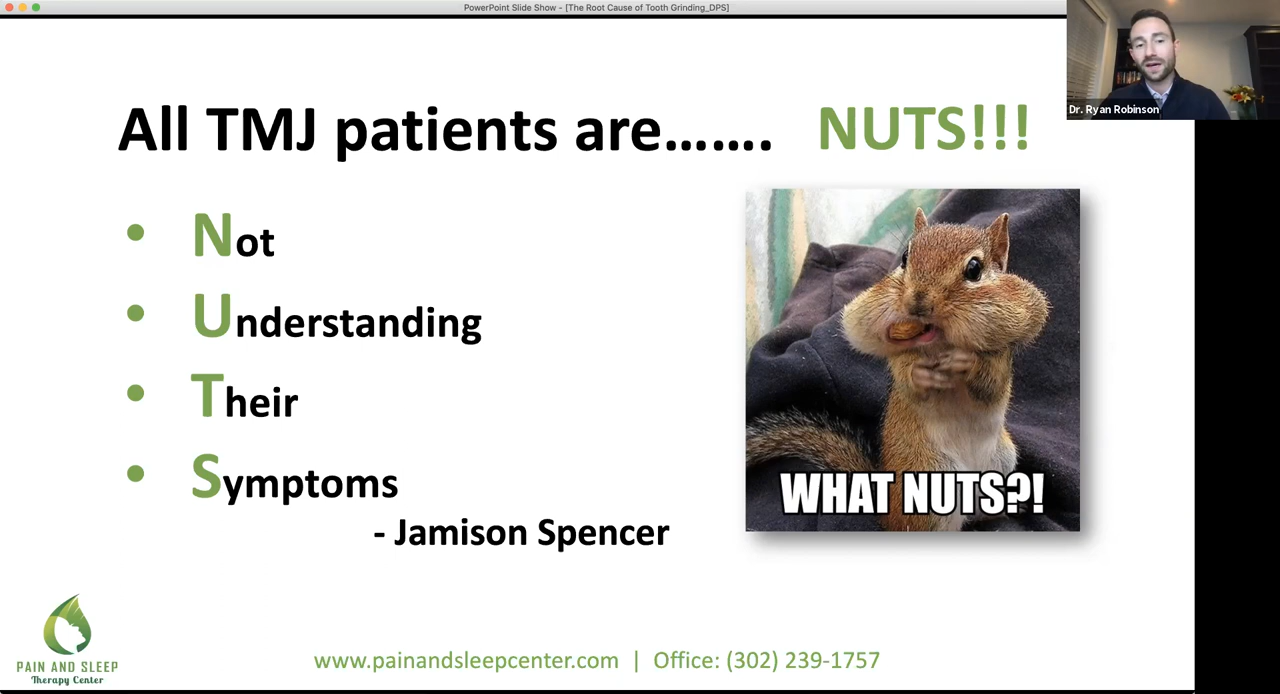 PowerPoint Slide Show - [The Root Cause of Tooth Grinding_DPS]
Dr. Ryan Robinson
All TMJ patients are....... NUTS!!!
• Not
• Understanding
• Their
• Symptoms
- Jamison Spencer
WHAT NUTS?!
PAIN AND SLEEP
Therapy Center
www.painandsleepcenter.com | Office: (302) 239-1757